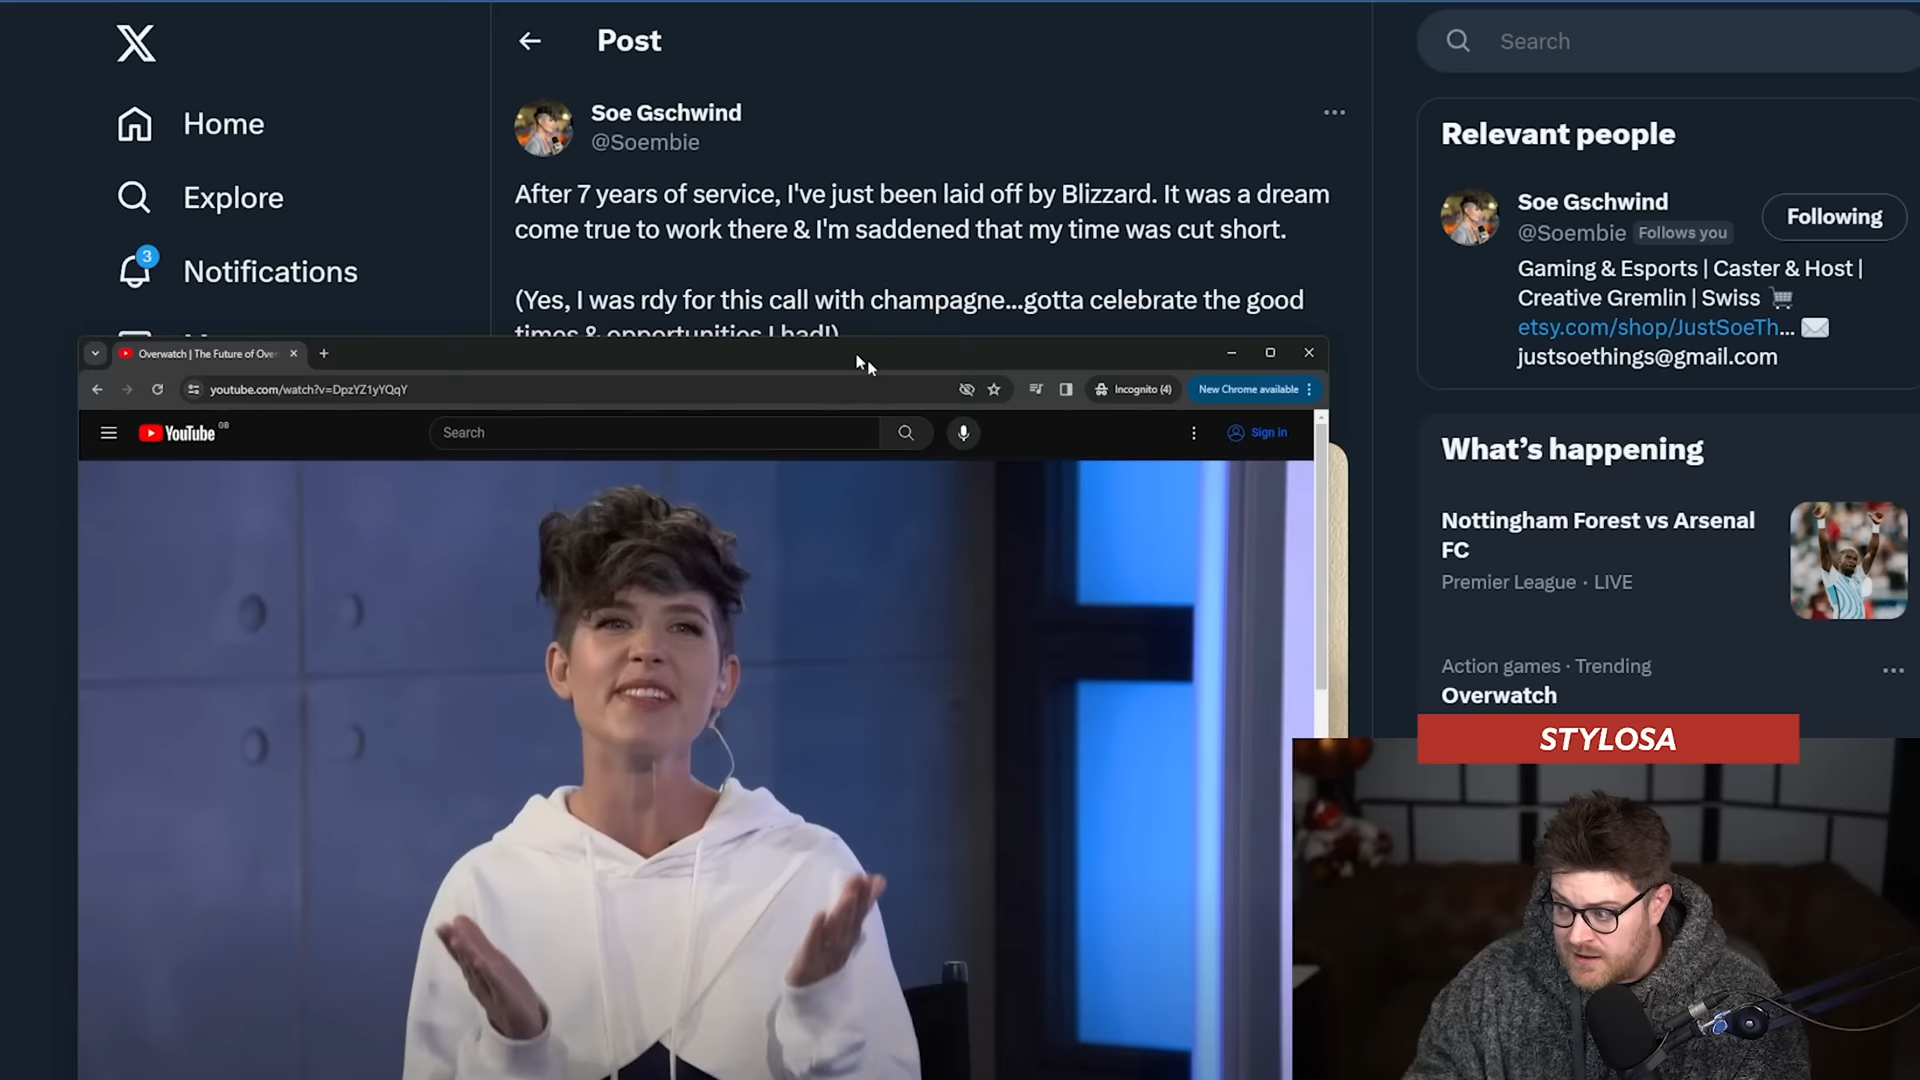 Post
Search
Home
Explore
3
Notifications
Soe Gschwind
@Soembie
After 7 years of service, I've just been laid off by Blizzard. It was a dream
come true to work there & I'm saddened that my time was cut short.
(Yes, I was rdy for this call with champagne...gotta celebrate the good
times & opportunities I had!)
Relevant people
Soe Gschwind
Following
@Soembie Follows you
Gaming & Esports | Caster & Host |
Creative Gremlin | Swiss
etsy.com/shop/JustSoeTh...
justsoethings@gmail.com
What's happening
Nottingham Forest vs Arsenal
FC
Premier League · LIVE
Action games · Trending
Overwatch
Overwatch | The Future of Over
youtube.com/watch?v=DpzYZ1yYQqY
Incognito (4)
New Chrome available
YouTube GB
Search
Sign in
STYLOSA